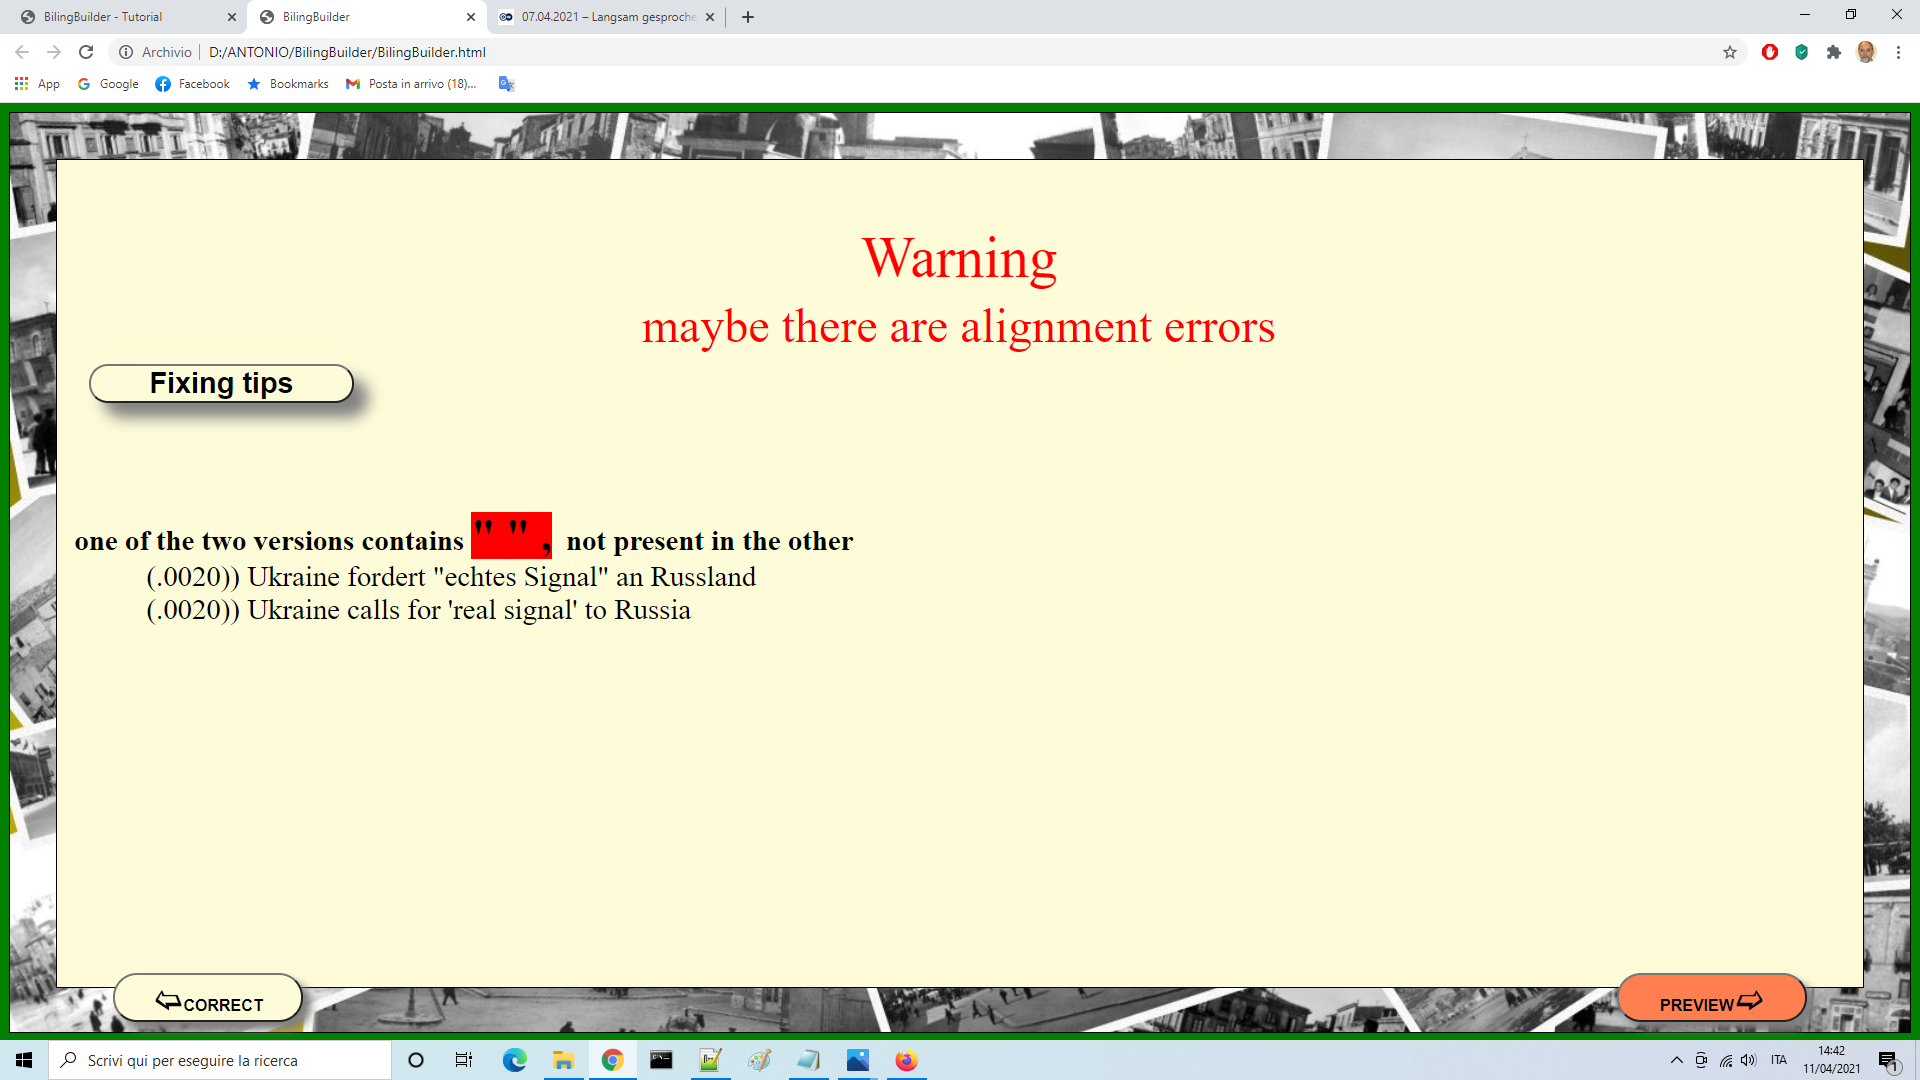 BilingBuilder - Tutorial
BilingBuilder
07.04.2021 – Langsam gesproche
Archivio
D:/ANTONIO/BilingBuilder/BilingBuilder.html
App
Google
Facebook
Bookmarks
Posta in arrivo (18)...
Warning
maybe there are alignment errors
Fixing tips
one of the two versions contains " " , not present in the other
(.0020)) Ukraine fordert "echtes Signal" an Russland
(.0020)) Ukraine calls for 'real signal' to Russia
CORRECT
PREVIEW
Scrivi qui per eseguire la ricerca
ITA
14:42
11/04/2021
1